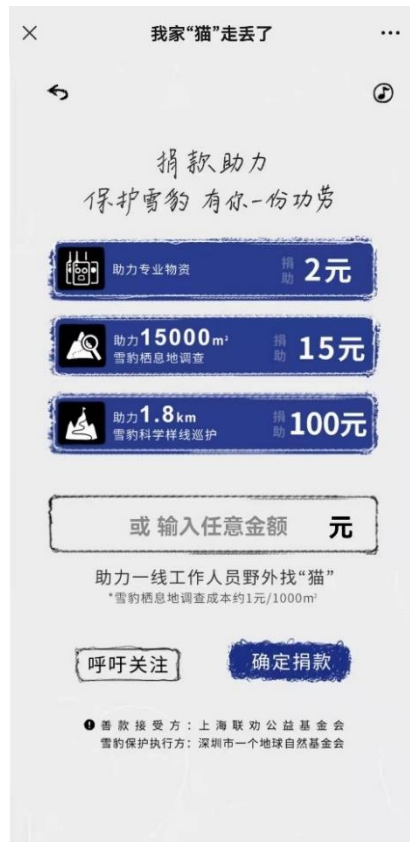 我家“猫”走丢了
捐款助力
保护雪豹 有你一份功劳
助力专业物资
捐助
2元
助力15000m²
雪豹栖息地调查
捐助
15元
助力1.8km
雪豹科学样线巡护
捐助
100元
或 输入任意金额 元
助力一线工作人员野外找“猫”
*雪豹栖息地调查成本约1元/1000m²
呼吁关注
确定捐款
善款接受方：上海联劝公益基金会
雪豹保护执行方：深圳市一个地球自然基金会